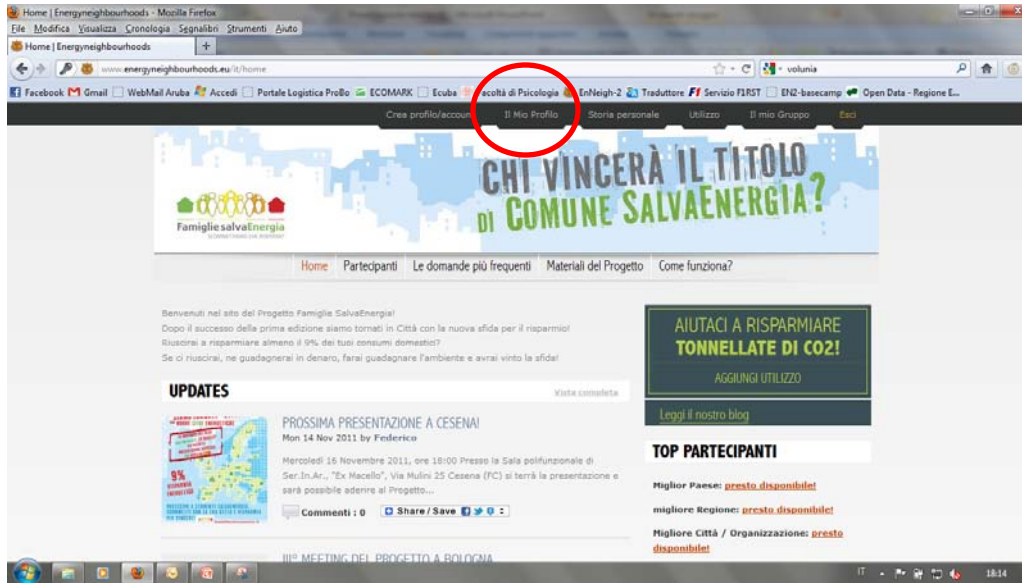 Home | Energyneighbourhoods - Mozilla Firefox
File Modifica Visualizza Cronologia Segnalibri Strumenti Aiuto
Home | Energyneighbourhoods +
www.energyneighbourhoods.eu/it/home volunia
Facebook Gmail WebMail Aruba Accedi Portale Logistica ProBo ECOMARK Ecuba Facoltà di Psicologia EnNeigh-2 Traduttore Servizio F1RST EN2-basecamp Open Data - Regione E...
Crea profilo/account Il Mio Profilo Storia personale Utilizzo Il mio Gruppo Esci
CHI VINCERÀ IL TITOLO
DI COMUNE SALVAENERGIA?
Famiglie salvaEnergia
Home Partecipanti Le domande più frequenti Materiali del Progetto Come funziona?
Benvenuti nel sito del Progetto Famiglie SalvaEnergia!
Dopo il successo della prima edizione siamo tornati in Città con la nuova sfida per il risparmio!
Riuscirai a risparmiare almeno il 9% dei tuoi consumi domestici?
Se ci riuscirai, ne guadagnerai in denaro, farai guadagnare l'ambiente e avrai vinto la sfida!
AIUTACI A RISPARMIARE
TONNELLATE DI CO2!
AGGIUNGI UTILIZZO
Leggi il nostro blog
UPDATES Vista completa
9%
PROSSIMA PRESENTAZIONE A CESENA!
Mon 14 Nov 2011 by Federico
Mercoledì 16 Novembre 2011, ore 18:00 Presso la Sala polifunzionale di
Ser.In.Ar., "Ex Macello", Via Mulini 25 Cesena (FC) si terrà la presentazione e
sarà possibile aderire al Progetto...
Commenti : 0 Share / Save
IIIº MEETING DEL PROGETTO A BOLOGNA
TOP PARTECIPANTI
Miglior Paese: presto disponibile!
migliore Regione: presto disponibile!
Migliore Città / Organizzazione: presto
disponibile!
IT 18:14